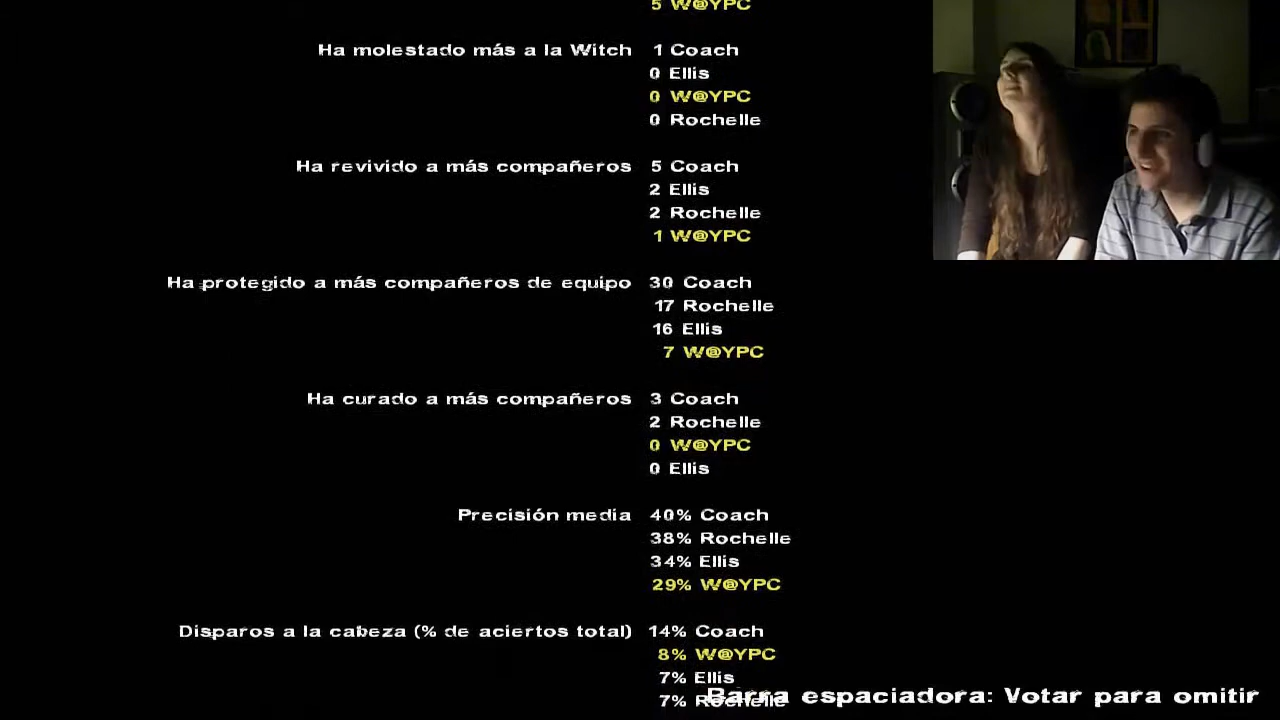 5 W@YPC
Ha molestado más a la Witch 1 Coach
0 Ellis
0 W@YPC
0 Rochelle
Ha revivido a más compañeros 5 Coach
2 Ellis
2 Rochelle
1 W@YPC
Ha protegido a más compañeros de equipo 30 Coach
17 Rochelle
16 Ellis
7 W@YPC
Ha curado a más compañeros 3 Coach
2 Rochelle
0 W@YPC
0 Ellis
Precisión media 40% Coach
38% Rochelle
34% Ellis
29% W@YPC
Disparos a la cabeza (% de aciertos total) 14% Coach
8% W@YPC
7% Ellis
7% Rochelle
Barra espaciadora: Votar para omitir